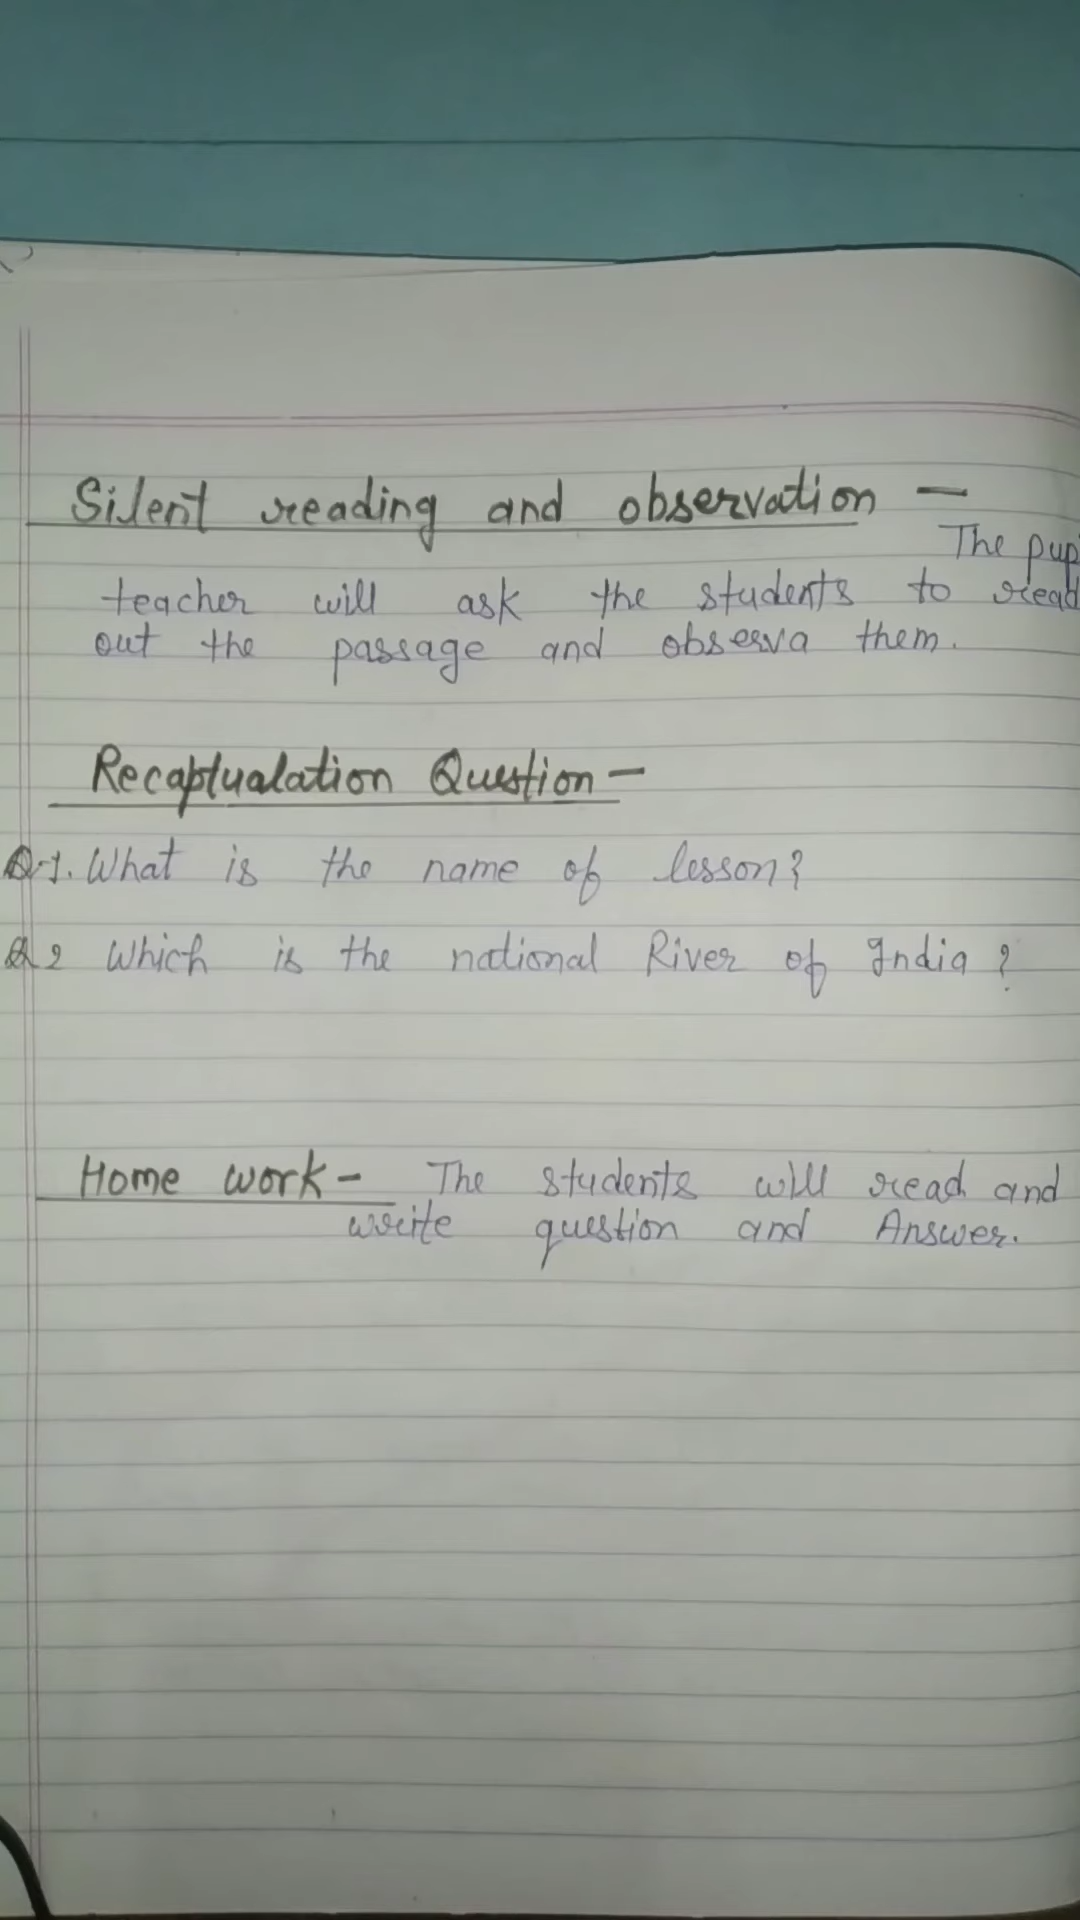 Silent reading and observation -
The pup
teacher will ask the students to read
out the passage and observa them.
Recaptualation Question -
Q-1. What is the name of lesson?
Q2 Which is the national River of India ?
Home work - The students will read and
write question and Answer.